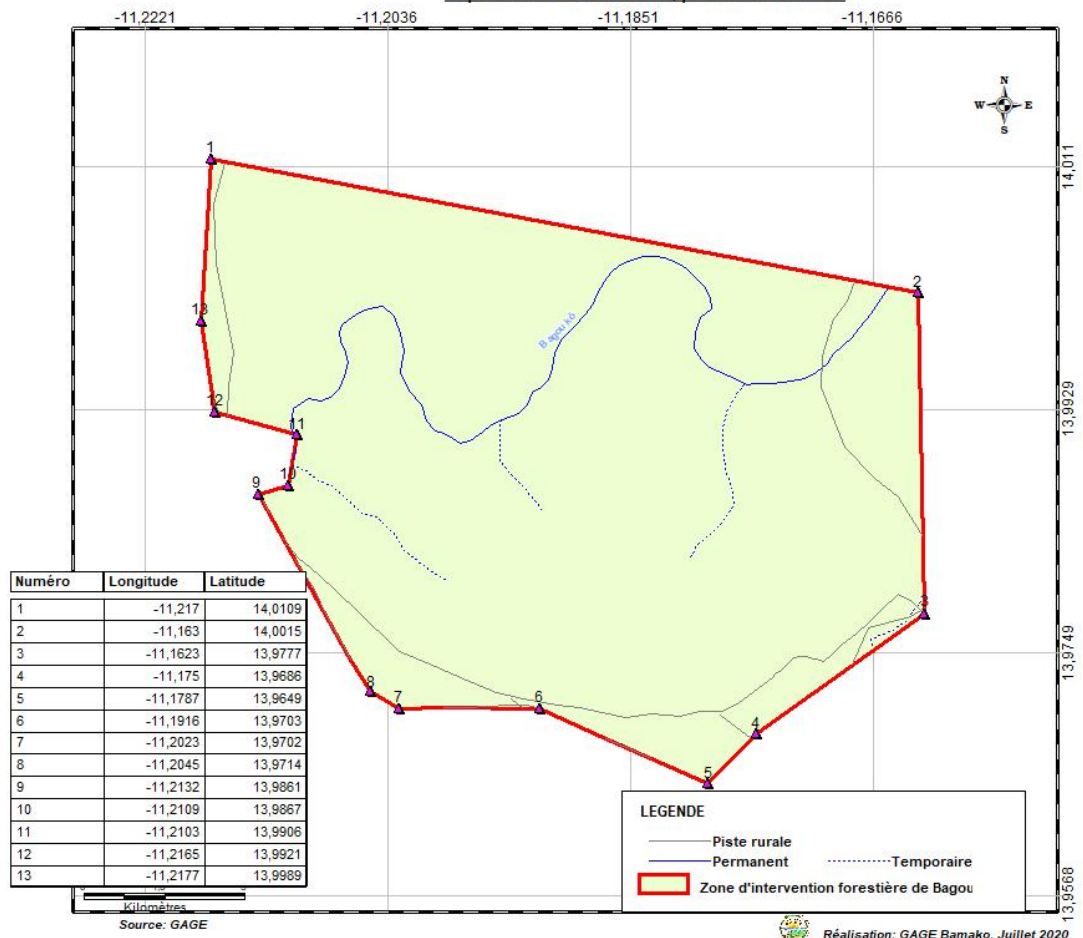 -11,2221 -11,2036 -11,1851 -11,1666
N
W E
S
1
14,011
2
Bagou kô
13
12
13,9929
11
10
9
3
13,9749
8
7
6
4
5
Numéro Longitude Latitude
1 -11,217 14,0109
2 -11,163 14,0015
3 -11,1623 13,9777
4 -11,175 13,9686
5 -11,1787 13,9649
6 -11,1916 13,9703
7 -11,2023 13,9702
8 -11,2045 13,9714
9 -11,2132 13,9861
10 -11,2109 13,9867
11 -11,2103 13,9906
12 -11,2165 13,9921
13 -11,2177 13,9989
Kilomètres
LEGENDE
Piste rurale
Permanent Temporaire
Zone d'intervention forestière de Bagou
13,9568
Source: GAGE
Réalisation: GAGE Bamako, Juillet 2020